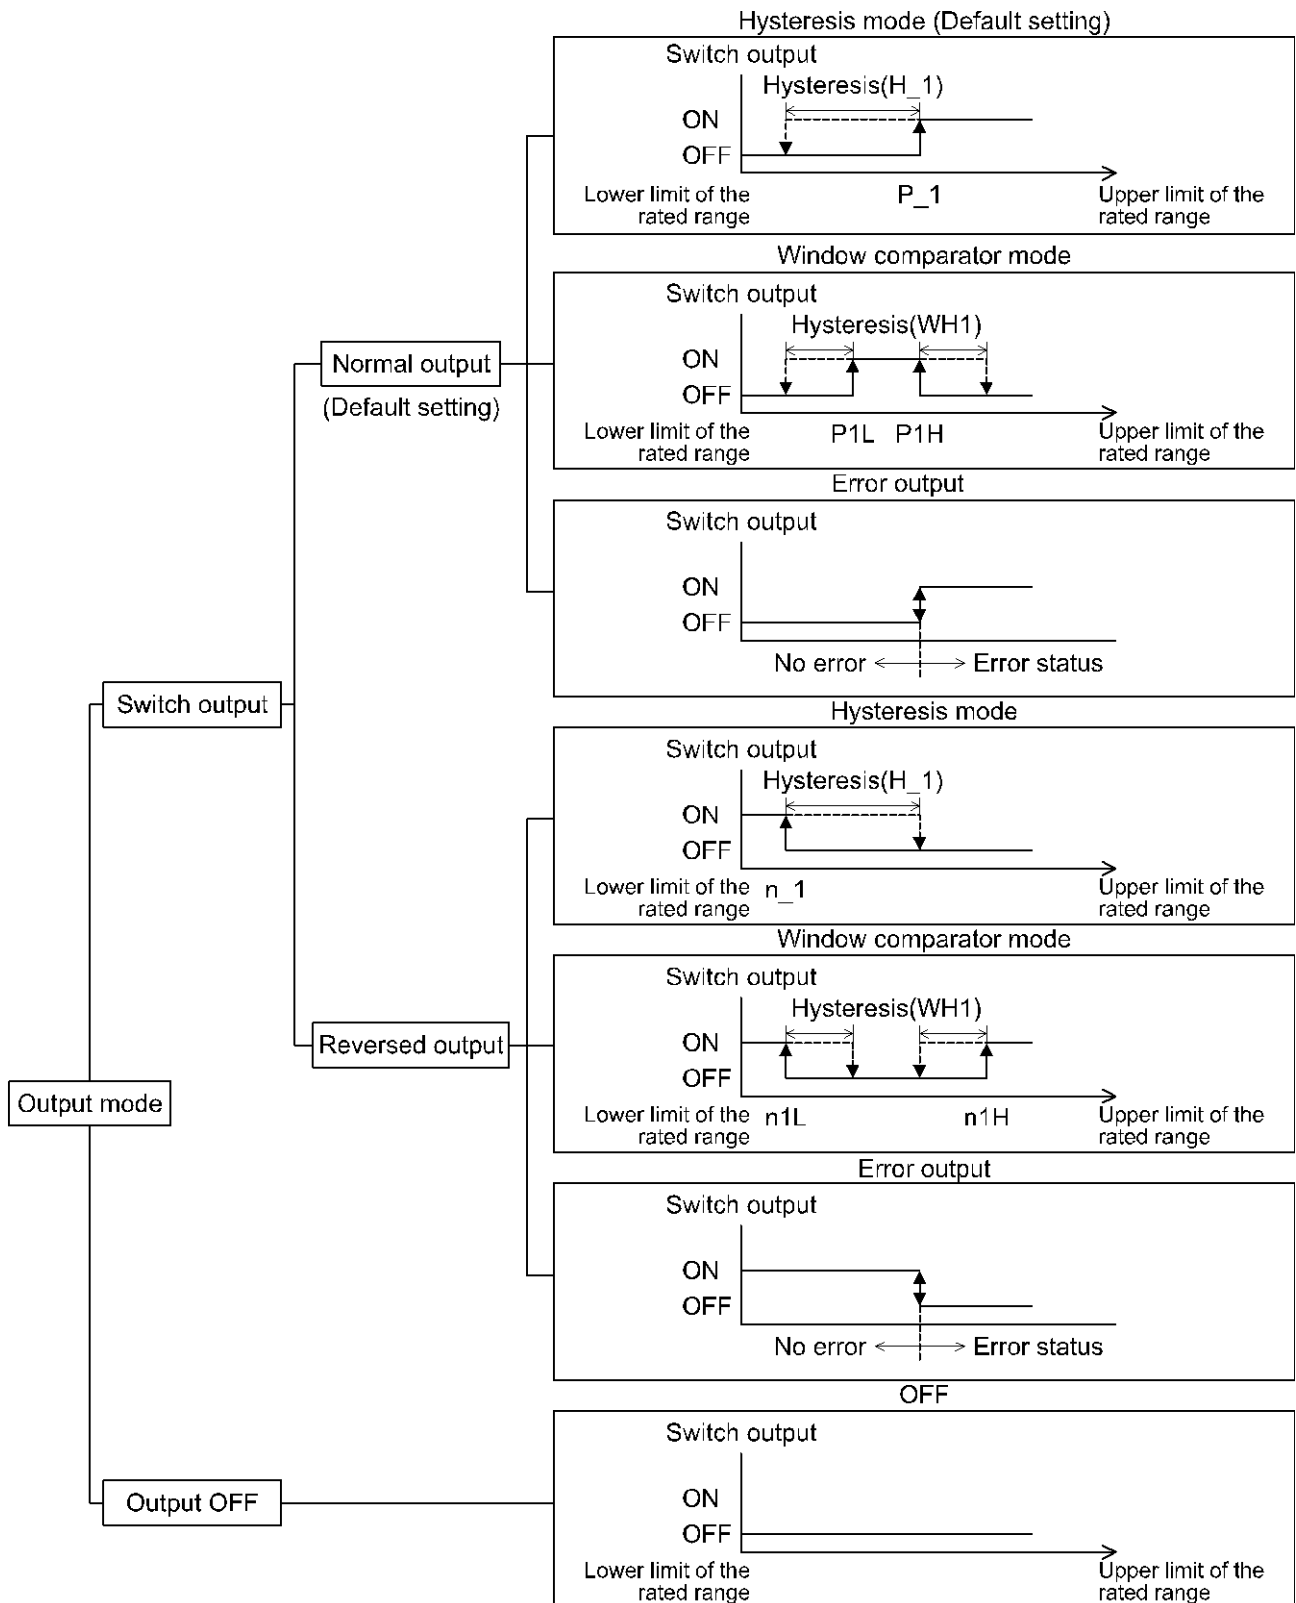 Hysteresis mode (Default setting)
Switch output
Hysteresis(H_1)
ON
OFF
Lower limit of the
rated range
P_1
Upper limit of the
rated range
Window comparator mode
Switch output
Hysteresis(WH1)
ON
OFF
Lower limit of the
rated range
P1L P1H
Upper limit of the
rated range
Normal output
(Default setting)
Error output
Switch output
ON
OFF
No error
Error status
Switch output
Hysteresis mode
Switch output
Hysteresis(H_1)
ON
OFF
Lower limit of the
rated range
n_1
Upper limit of the
rated range
Window comparator mode
Switch output
Hysteresis(WH1)
ON
OFF
Lower limit of the
rated range
n1L n1H
Upper limit of the
rated range
Reversed output
Output mode
Error output
Switch output
ON
OFF
No error
Error status
OFF
Switch output
ON
OFF
Lower limit of the
rated range
Upper limit of the
rated range
Output OFF